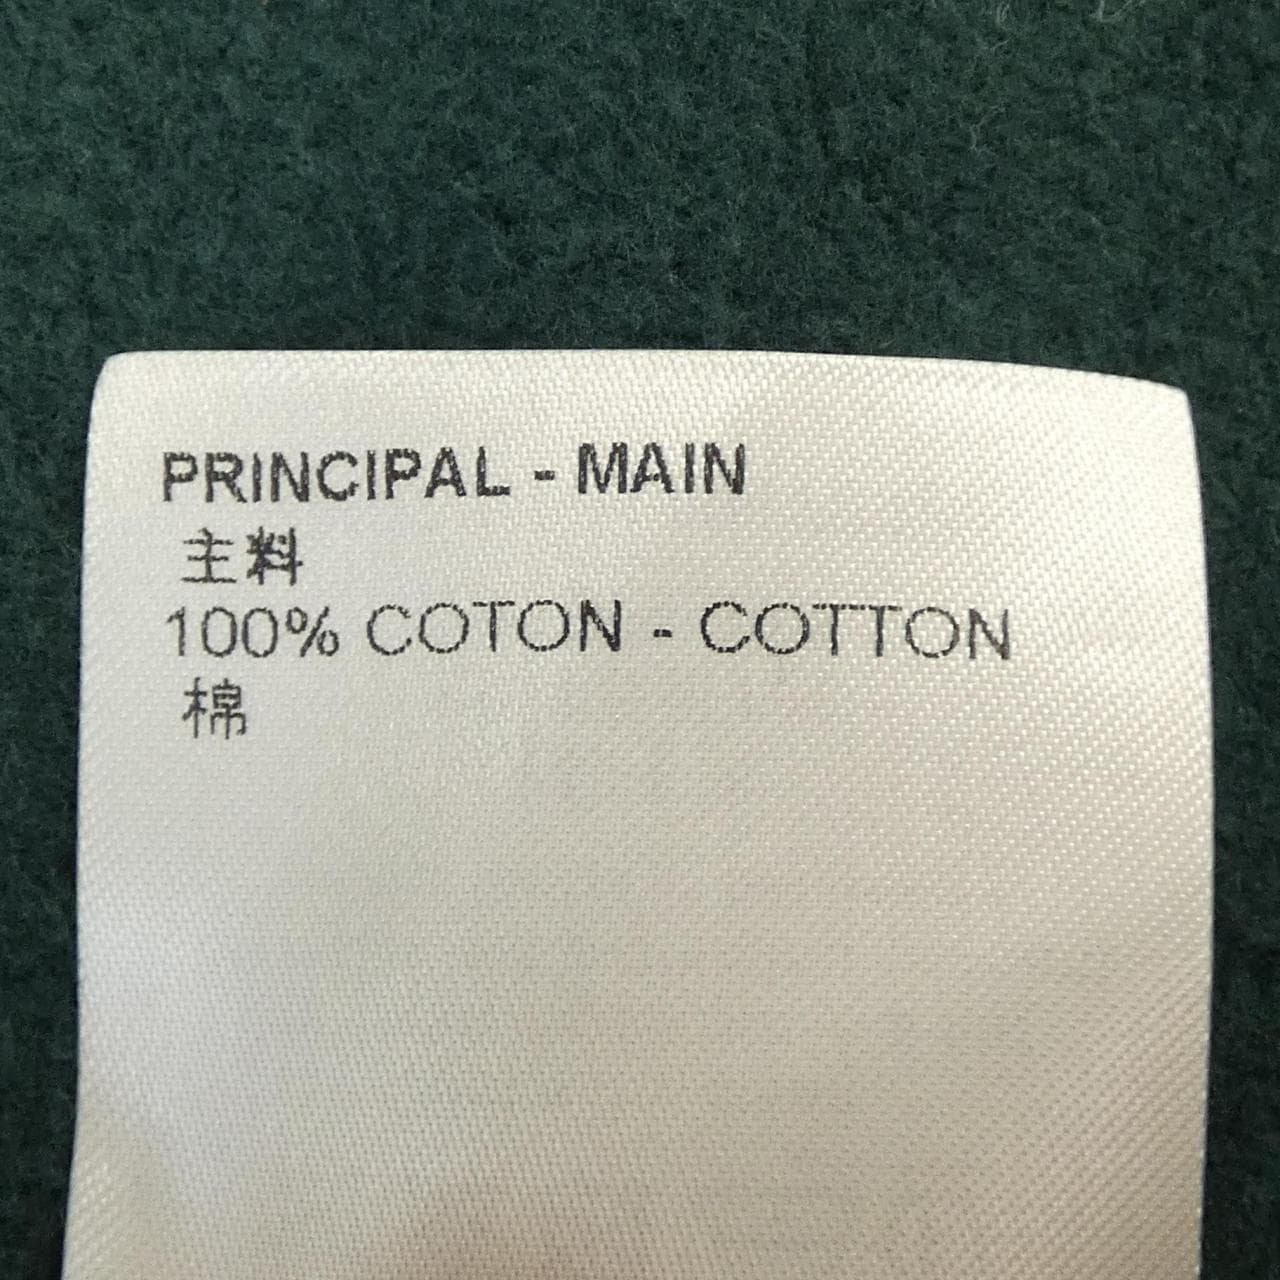 PRINCIPAL - MAIN
主料
100% COTON - COTTON
棉